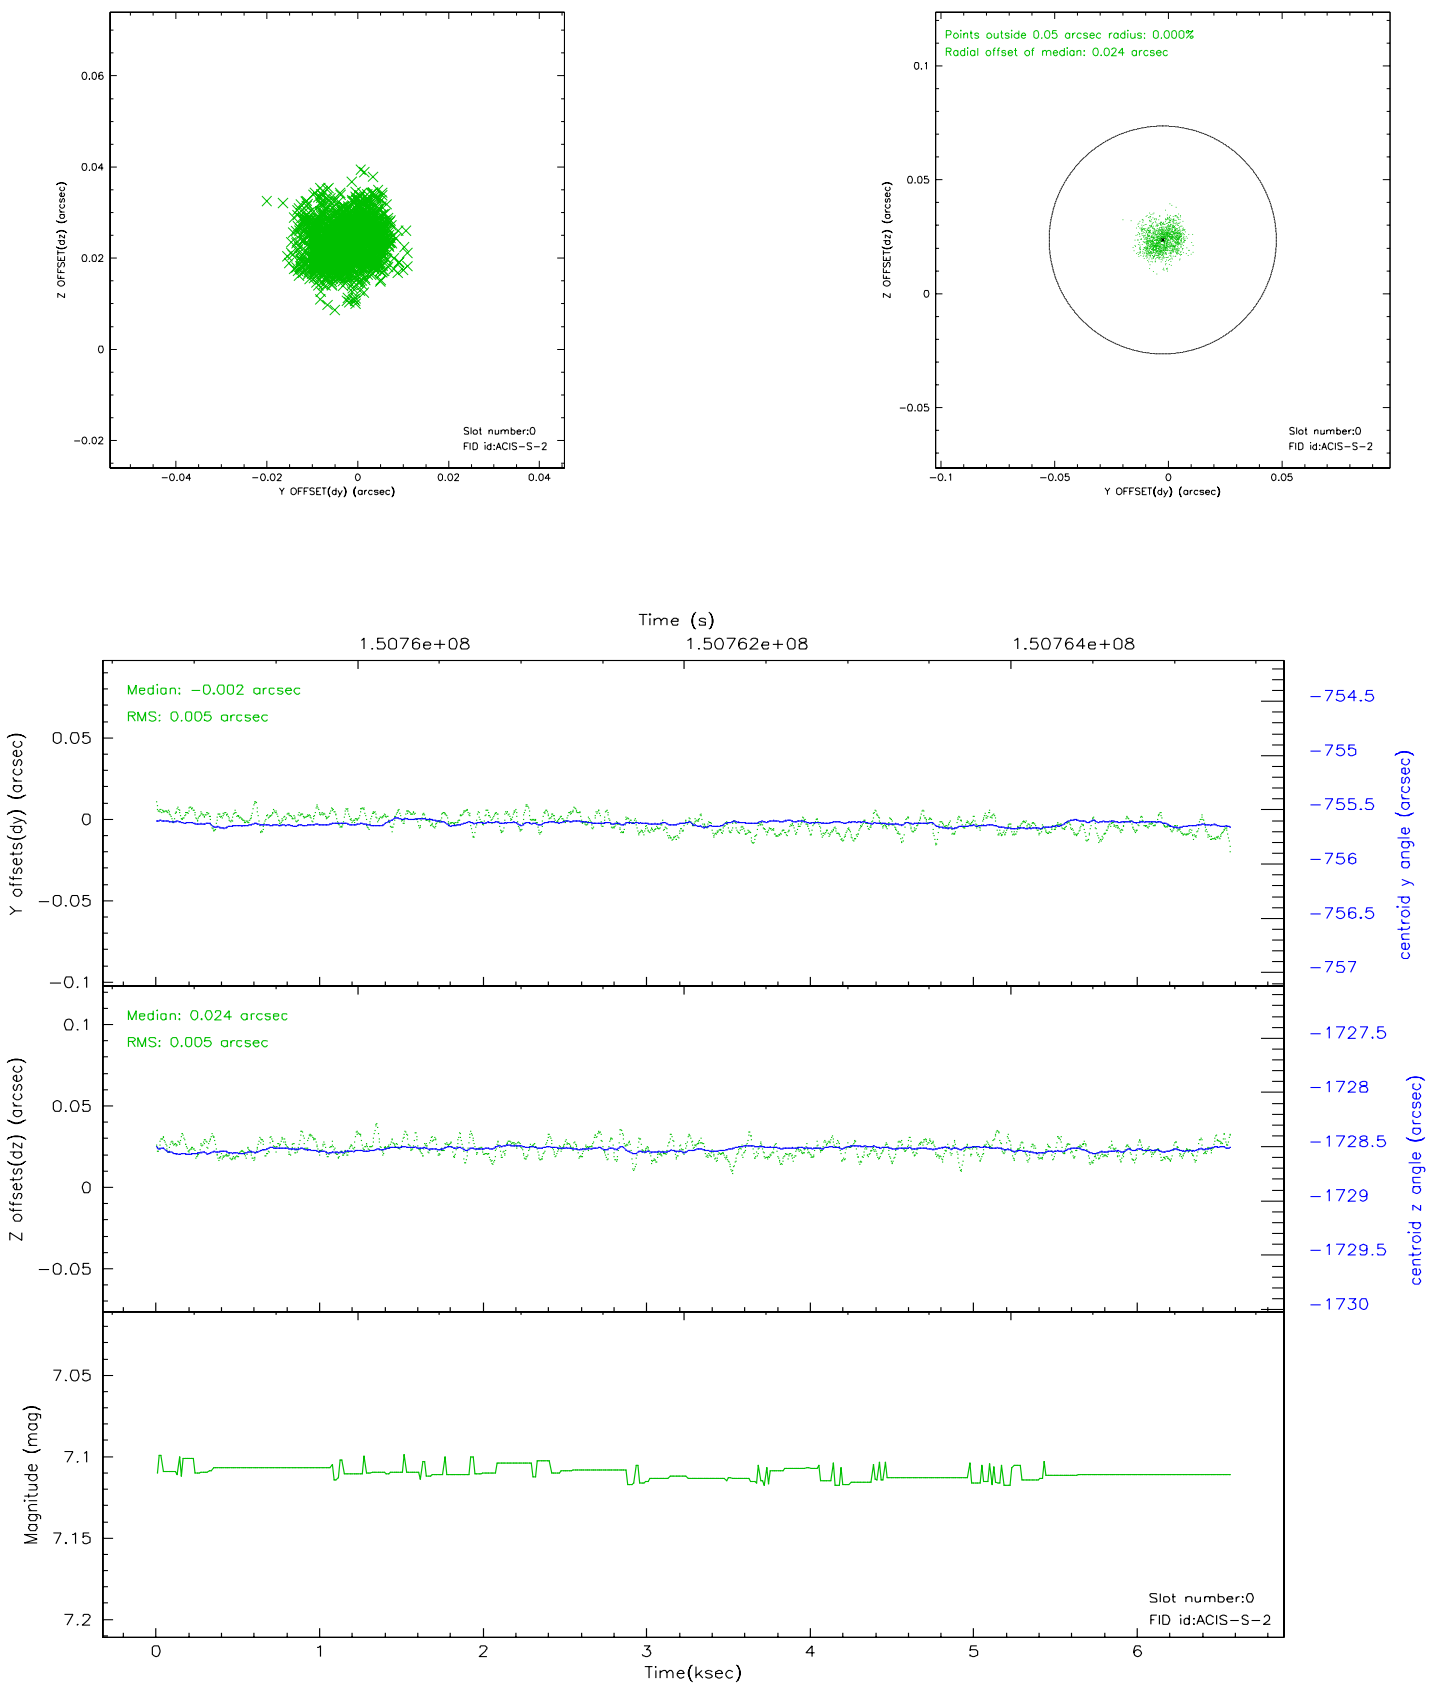 0.06
0.04
0.02
0
−0.02
Z OFFSET(dz) (arcsec)
Slot number:0
FID id:ACIS−S−2
−0.04
−0.02
0
0.02
0.04
Y OFFSET(dy) (arcsec)
Points outside 0.05 arcsec radius: 0.000%
Radial offset of median: 0.024 arcsec
0.1
0.05
0
−0.05
Z OFFSET(dz) (arcsec)
Slot number:0
FID id:ACIS−S−2
−0.1
−0.05
0
0.05
Y OFFSET(dy) (arcsec)
Time (s)
1.5076e+08
1.50762e+08
1.50764e+08
Median: −0.002 arcsec
RMS: 0.005 arcsec
0.05
0
−0.05
−0.1
Y offsets(dy) (arcsec)
−754.5
−755
−755.5
−756
−756.5
−757
centroid y angle (arcsec)
Median: 0.024 arcsec
RMS: 0.005 arcsec
0.1
0.05
0
−0.05
Z offsets(dz) (arcsec)
−1727.5
−1728
−1728.5
−1729
−1729.5
−1730
centroid z angle (arcsec)
7.05
7.1
7.15
7.2
Magnitude (mag)
Slot number:0
FID id:ACIS−S−2
0
1
2
3
4
5
6
Time(ksec)